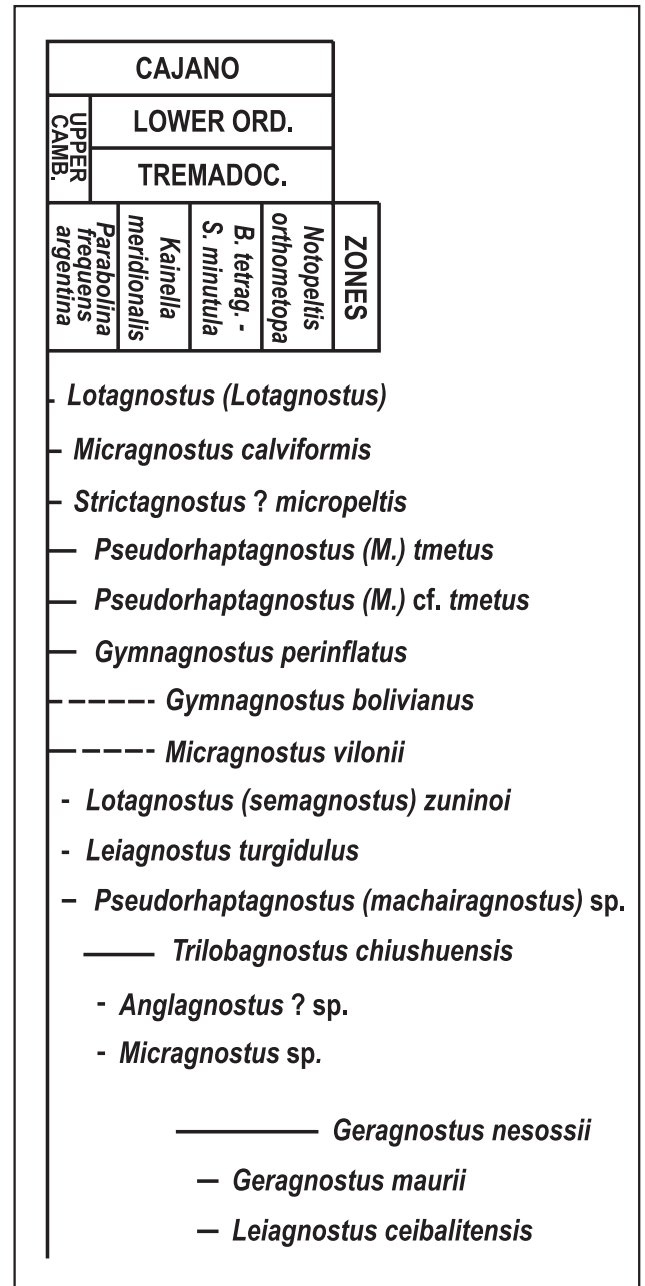 CAJANO
UPPER
CAMB.
LOWER ORD.
TREMADOC.
Parabolina
frequens
argentina
Kainella
meridionalis
B. tetrag. -
S. minutula
Notopeltis
orthometopa
ZONES
Lotagnostus (Lotagnostus)
Micragnostus calviformis
Strictagnostus ? micropeltis
Pseudorhaptagnostus (M.) tmetus
Pseudorhaptagnostus (M.) cf. tmetus
Gymnagnostus perinflatus
Gymnagnostus bolivianus
Micragnostus vilonii
Lotagnostus (semagnostus) zuninoi
Leiagnostus turgidulus
Pseudorhaptagnostus (machairagnostus) sp.
Trilobagnostus chiushuensis
Anglagnostus ? sp.
Micragnostus sp.
Geragnostus nesossii
Geragnostus maurii
Leiagnostus ceibalitensis